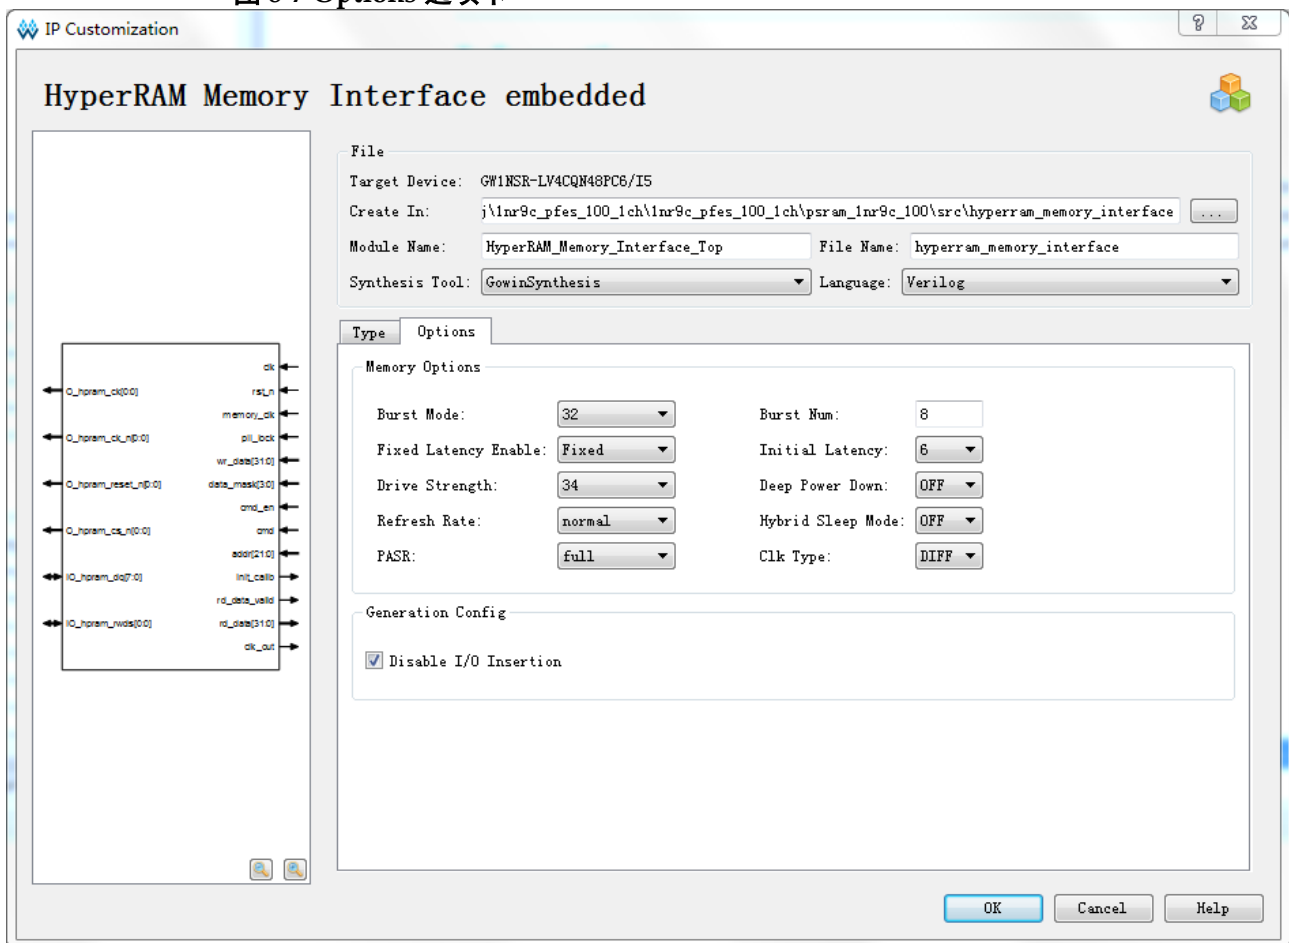 IP Customization
HyperRAM Memory Interface embedded
File
Target Device: GW1NSR-LV4CQN48PC6/I5
Create In: j\1nr9c_pfes_100_1ch\1nr9c_pfes_100_1ch\psram_1nr9c_100\src\hyperram_memory_interface ...
Module Name: HyperRAM_Memory_Interface_Top File Name: hyperram_memory_interface
Synthesis Tool: GowinSynthesis Language: Verilog
Type Options
Memory Options
Burst Mode: 32 Burst Num: 8
Fixed Latency Enable: Fixed Initial Latency: 6
Drive Strength: 34 Deep Power Down: OFF
Refresh Rate: normal Hybrid Sleep Mode: OFF
PASR: full Clk Type: DIFF
Generation Config
Disable I/O Insertion
clk
O_hpram_ck[0:0] rst_n
memory_clk
O_hpram_ck_n[0:0] pll_lock
wr_data[31:0]
O_hpram_reset_n[0:0] data_mask[3:0]
cmd_en
O_hpram_cs_n[0:0] cmd
addr[21:0]
IO_hpram_dq[7:0] init_calib
rd_data_valid
IO_hpram_rwds[0:0] rd_data[31:0]
clk_out
OK Cancel Help